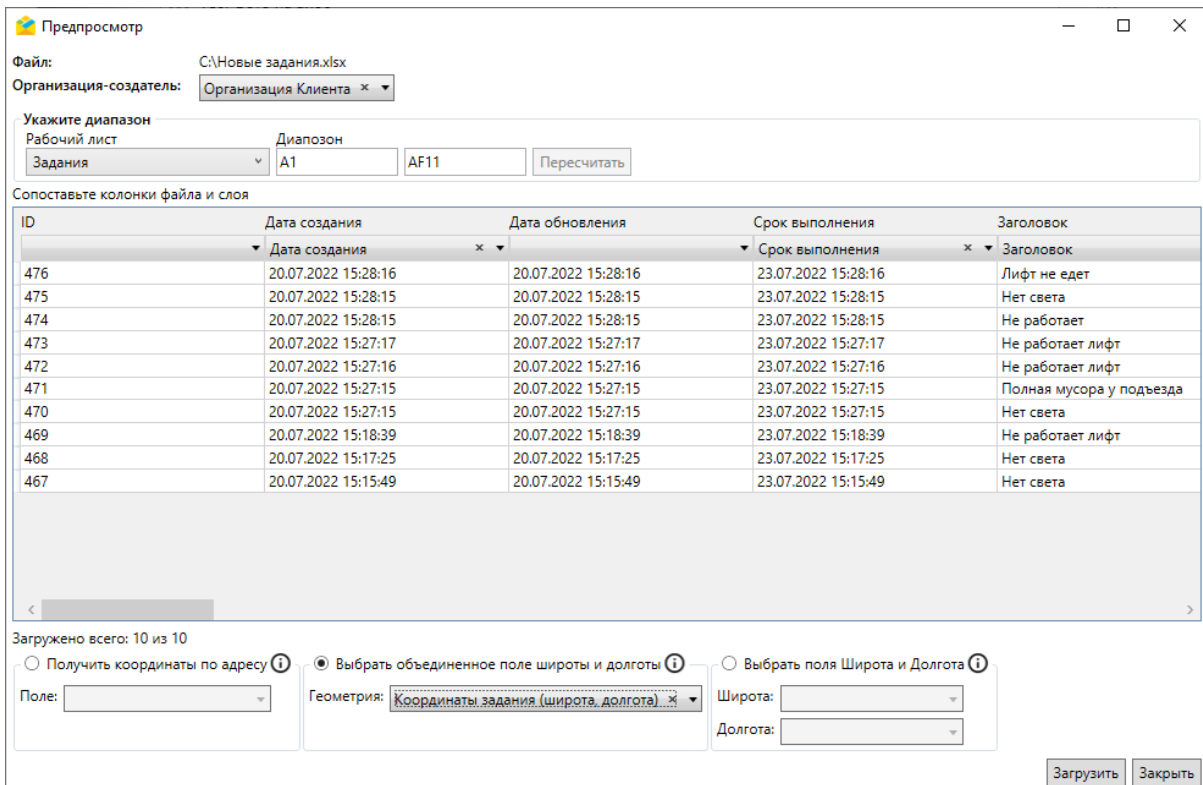 Предпросмотр
Файл: C:\Новые задания.xlsx
Организация-создатель: Организация Клиента
Укажите диапазон
Рабочий лист Диапозон
Задания A1 AF11 Пересчитать
Сопоставьте колонки файла и слоя
ID Дата создания Дата обновления Срок выполнения Заголовок
Дата создания Срок выполнения Заголовок
476 20.07.2022 15:28:16 20.07.2022 15:28:16 23.07.2022 15:28:16 Лифт не едет
475 20.07.2022 15:28:15 20.07.2022 15:28:15 23.07.2022 15:28:15 Нет света
474 20.07.2022 15:28:15 20.07.2022 15:28:15 23.07.2022 15:28:15 Не работает
473 20.07.2022 15:27:17 20.07.2022 15:27:17 23.07.2022 15:27:17 Не работает лифт
472 20.07.2022 15:27:16 20.07.2022 15:27:16 23.07.2022 15:27:16 Не работает лифт
471 20.07.2022 15:27:15 20.07.2022 15:27:15 23.07.2022 15:27:15 Полная мусора у подъезда
470 20.07.2022 15:27:15 20.07.2022 15:27:15 23.07.2022 15:27:15 Нет света
469 20.07.2022 15:18:39 20.07.2022 15:18:39 23.07.2022 15:18:39 Не работает лифт
468 20.07.2022 15:17:25 20.07.2022 15:17:25 23.07.2022 15:17:25 Нет света
467 20.07.2022 15:15:49 20.07.2022 15:15:49 23.07.2022 15:15:49 Нет света
Загружено всего: 10 из 10
Получить координаты по адресу Выбрать объединенное поле широты и долготы Выбрать поля Широта и Долгота
Поле: Геометрия: Координаты задания (широта, долгота) Широта:
Долгота:
Загрузить Закрыть